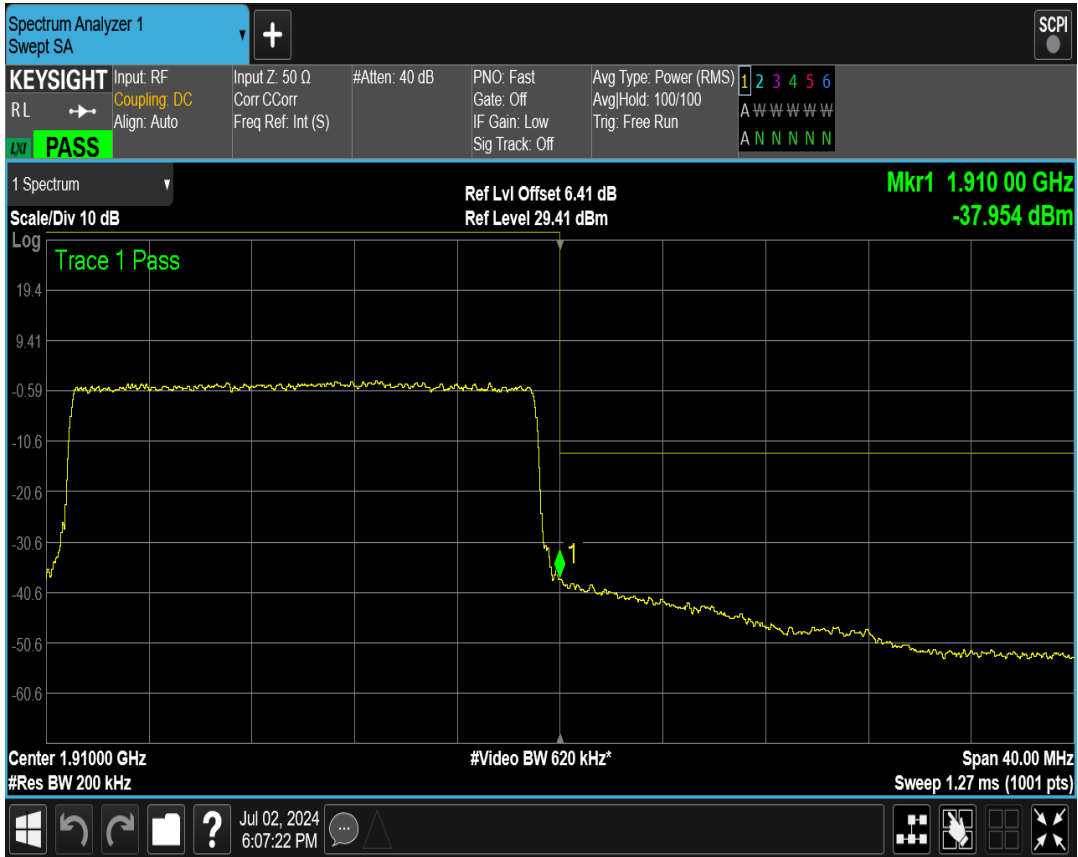 Spectrum Analyzer 1
Swept SA
+
SCPI
KEYSIGHT
R L
LXI PASS
Input: RF
Coupling: DC
Align: Auto
Input Z: 50 Ω
Corr CCorr
Freq Ref: Int (S)
#Atten: 40 dB
PNO: Fast
Gate: Off
IF Gain: Low
Sig Track: Off
Avg Type: Power (RMS)
Avg|Hold: 100/100
Trig: Free Run
1 2 3 4 5 6
A W W W W W
A N N N N N
1 Spectrum
Scale/Div 10 dB
Ref Lvl Offset 6.41 dB
Ref Level 29.41 dBm
Mkr1 1.910 00 GHz
-37.954 dBm
Log
Trace 1 Pass
19.4
9.41
-0.59
-10.6
-20.6
-30.6
1
-40.6
-50.6
-60.6
Center 1.91000 GHz
#Res BW 200 kHz
#Video BW 620 kHz*
Span 40.00 MHz
Sweep 1.27 ms (1001 pts)
?
Jul 02, 2024
6:07:22 PM